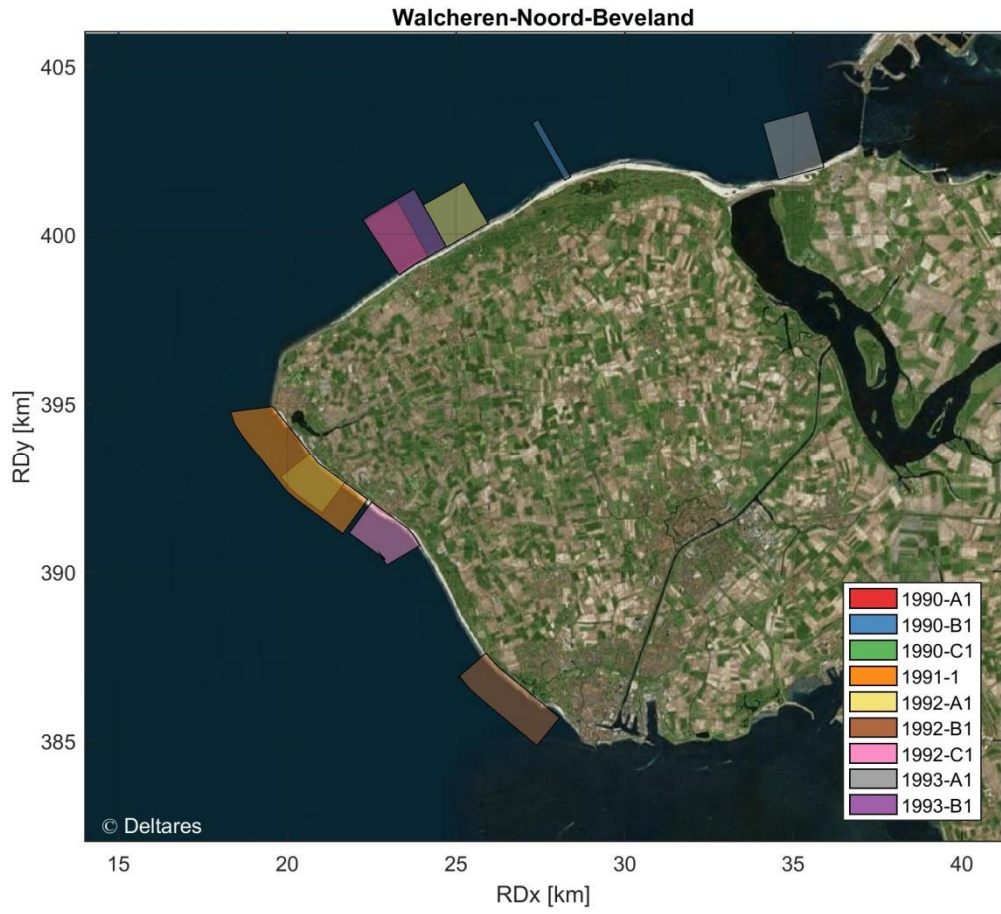 Walcheren-Noord-Beveland
RDy [km]
405
400
395
390
385
1990-A1
1990-B1
1990-C1
1991-1
1992-A1
1992-B1
1992-C1
1993-A1
1993-B1
© Deltares
15 20 25 30 35 40
RDx [km]